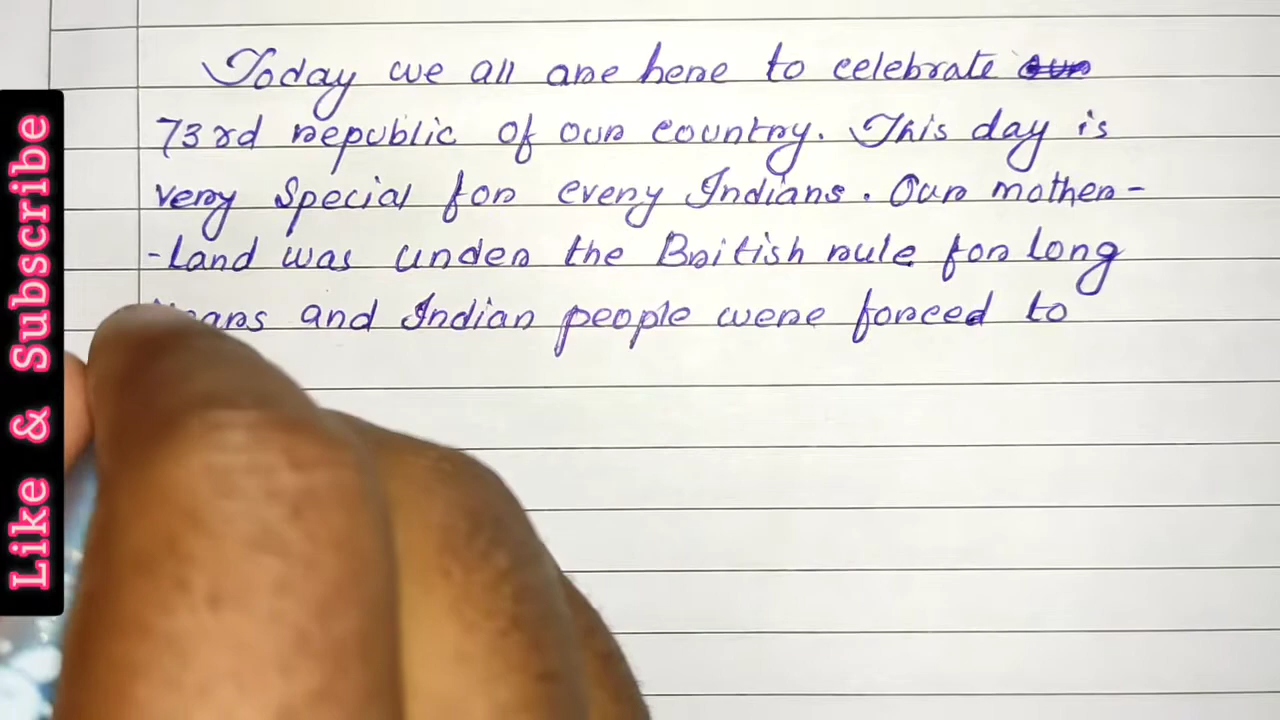 Today we all are here to celebrate our
73rd republic of our country. This day is
very Special for every Indians. Our mother-
-land was under the British rule for long
and Indian people were forced to
Like & Subscribe